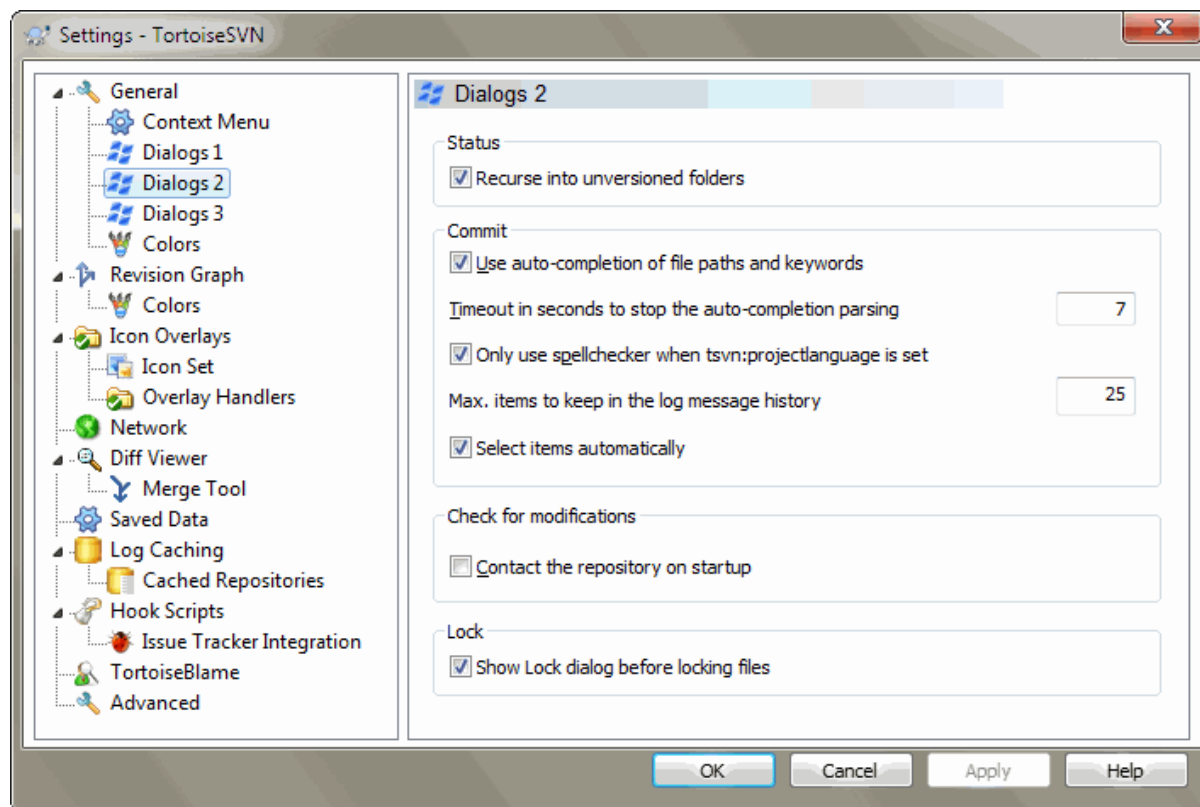 Settings - TortoiseSVN
General
Context Menu
Dialogs 1
Dialogs 2
Dialogs 3
Colors
Revision Graph
Colors
Icon Overlays
Icon Set
Overlay Handlers
Network
Diff Viewer
Merge Tool
Saved Data
Log Caching
Cached Repositories
Hook Scripts
Issue Tracker Integration
TortoiseBlame
Advanced
Dialogs 2
Status
Recurse into unversioned folders
Commit
Use auto-completion of file paths and keywords
Timeout in seconds to stop the auto-completion parsing 7
Only use spellchecker when tsvn:projectlanguage is set
Max. items to keep in the log message history 25
Select items automatically
Check for modifications
Contact the repository on startup
Lock
Show Lock dialog before locking files
OK Cancel Apply Help